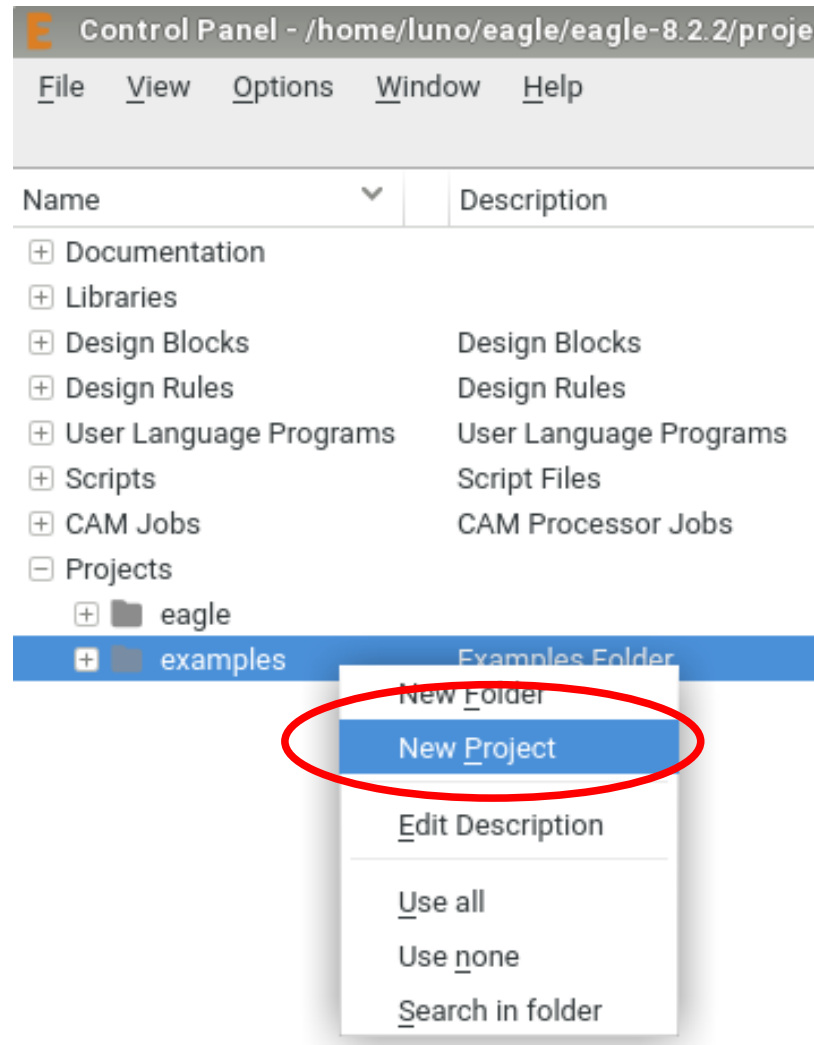 E Control Panel - /home/luno/eagle/eagle-8.2.2/proje
File View Options Window Help
Name Description
Documentation
Libraries
Design Blocks Design Blocks
Design Rules Design Rules
User Language Programs User Language Programs
Scripts Script Files
CAM Jobs CAM Processor Jobs
Projects
eagle
examples Examples Folder
New Folder
New Project
Edit Description
Use all
Use none
Search in folder